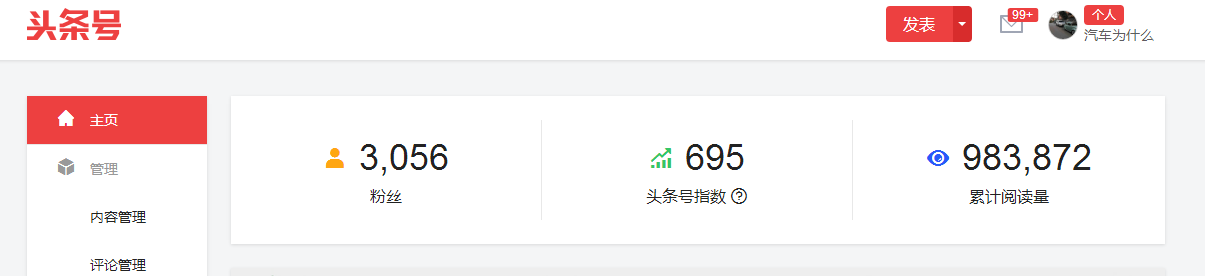 头条号
发表
99+
个人
汽车为什么
主页
管理
内容管理
评论管理
3,056
粉丝
695
头条号指数
983,872
累计阅读量